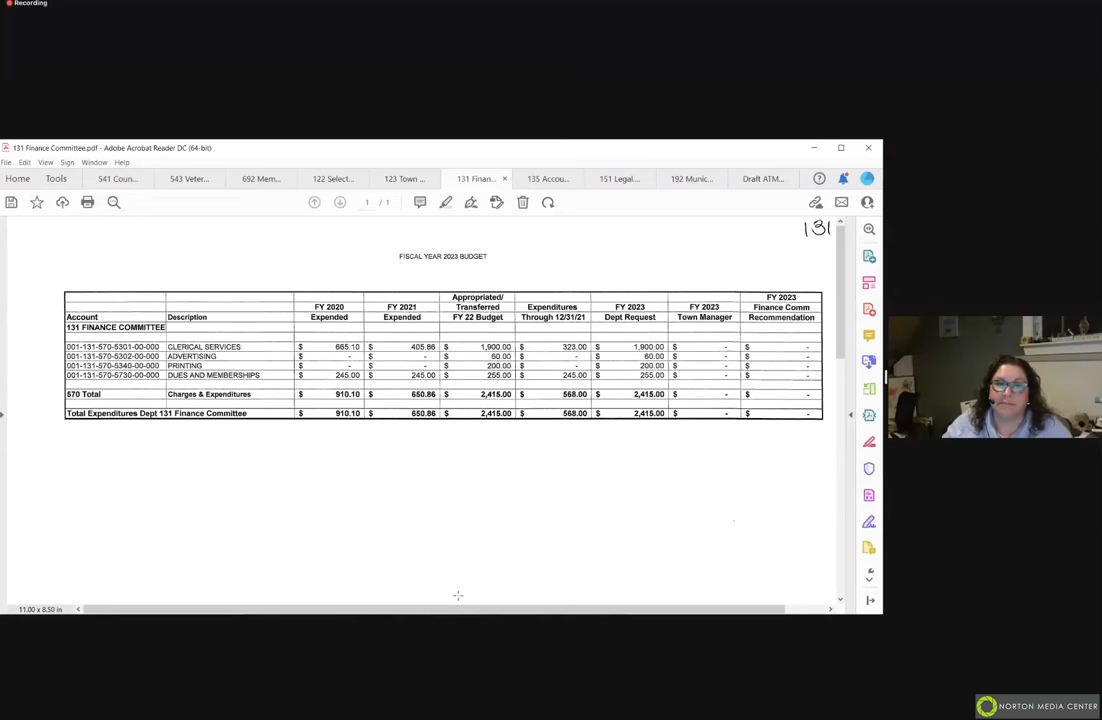 Recording
131 Finance Committee.pdf - Adobe Acrobat Reader DC (64-bit)
File Edit View Sign Window Help
Home Tools 541 Coun... 543 Veter... 692 Mem... 122 Select... 123 Town ... 131 Finan... × 135 Accou... 151 Legal.... 192 Munic... Draft ATM...
1 / 1
131
FISCAL YEAR 2023 BUDGET
Appropriated/ FY 2023
FY 2020 FY 2021 Transferred Expenditures FY 2023 FY 2023 Finance Comm
Account Description Expended Expended FY 22 Budget Through 12/31/21 Dept Request Town Manager Recommendation
131 FINANCE COMMITTEE
001-131-570-5301-00-000 CLERICAL SERVICES $ 665.10 $ 405.86 $ 1,900.00 $ 323.00 $ 1,900.00 $ - $ -
001-131-570-5302-00-000 ADVERTISING $ - $ - $ 60.00 $ - $ 60.00 $ - $ -
001-131-570-5340-00-000 PRINTING $ - $ - $ 200.00 $ - $ 200.00 $ - $ -
001-131-570-5730-00-000 DUES AND MEMBERSHIPS $ 245.00 $ 245.00 $ 255.00 $ 245.00 $ 255.00 $ - $ -
570 Total Charges & Expenditures $ 910.10 $ 650.86 $ 2,415.00 $ 568.00 $ 2,415.00 $ - $ -
Total Expenditures Dept 131 Finance Committee $ 910.10 $ 650.86 $ 2,415.00 $ 568.00 $ 2,415.00 $ - $ -
11.00 x 8.50 in
NORTON MEDIA CENTER